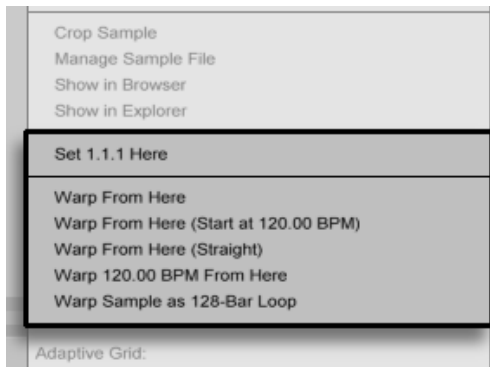 Crop Sample
Manage Sample File
Show in Browser
Show in Explorer
Set 1.1.1 Here
Warp From Here
Warp From Here (Start at 120.00 BPM)
Warp From Here (Straight)
Warp 120.00 BPM From Here
Warp Sample as 128-Bar Loop
Adaptive Grid: